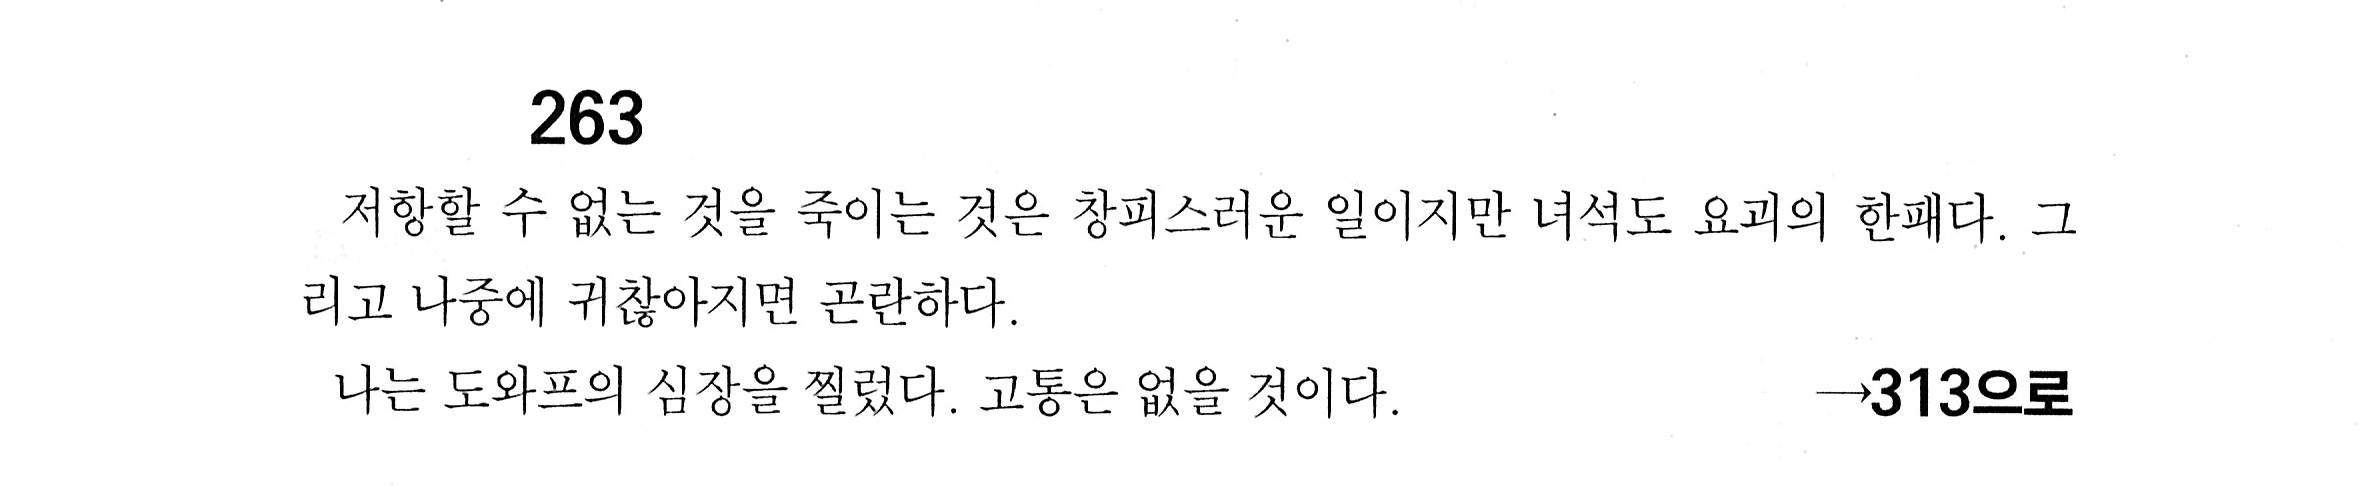 263
저항할 수 없는 것을 죽이는 것은 창피스러운 일이지만 녀석도 요괴의 한패다. 그
리고 나중에 귀찮아지면 곤란하다.
나는 도와프의 심장을 찔렀다. 고통은 없을 것이다. →313으로